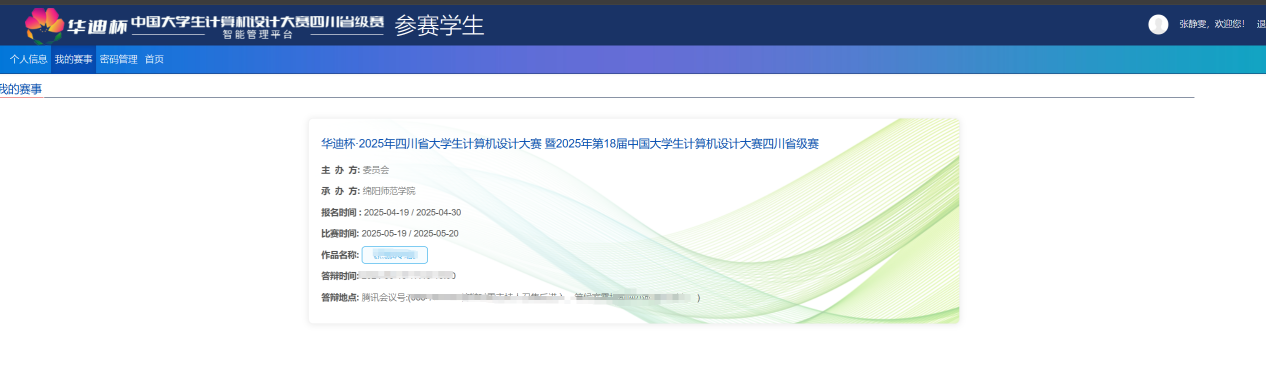 华迪杯 中国大学生计算机设计大赛四川省级赛 参赛学生
智能管理平台
张静雯，欢迎您！ 退
个人信息 我的赛事 密码管理 首页
我的赛事
华迪杯·2025年四川省大学生计算机设计大赛 暨2025年第18届中国大学生计算机设计大赛四川省级赛
主 办 方: 委员会
承 办 方: 绵阳师范学院
报名时间 : 2025-04-19 / 2025-04-30
比赛时间: 2025-05-19 / 2025-05-20
作品名称:
答辩时间:
答辩地点: 腾讯会议号:(